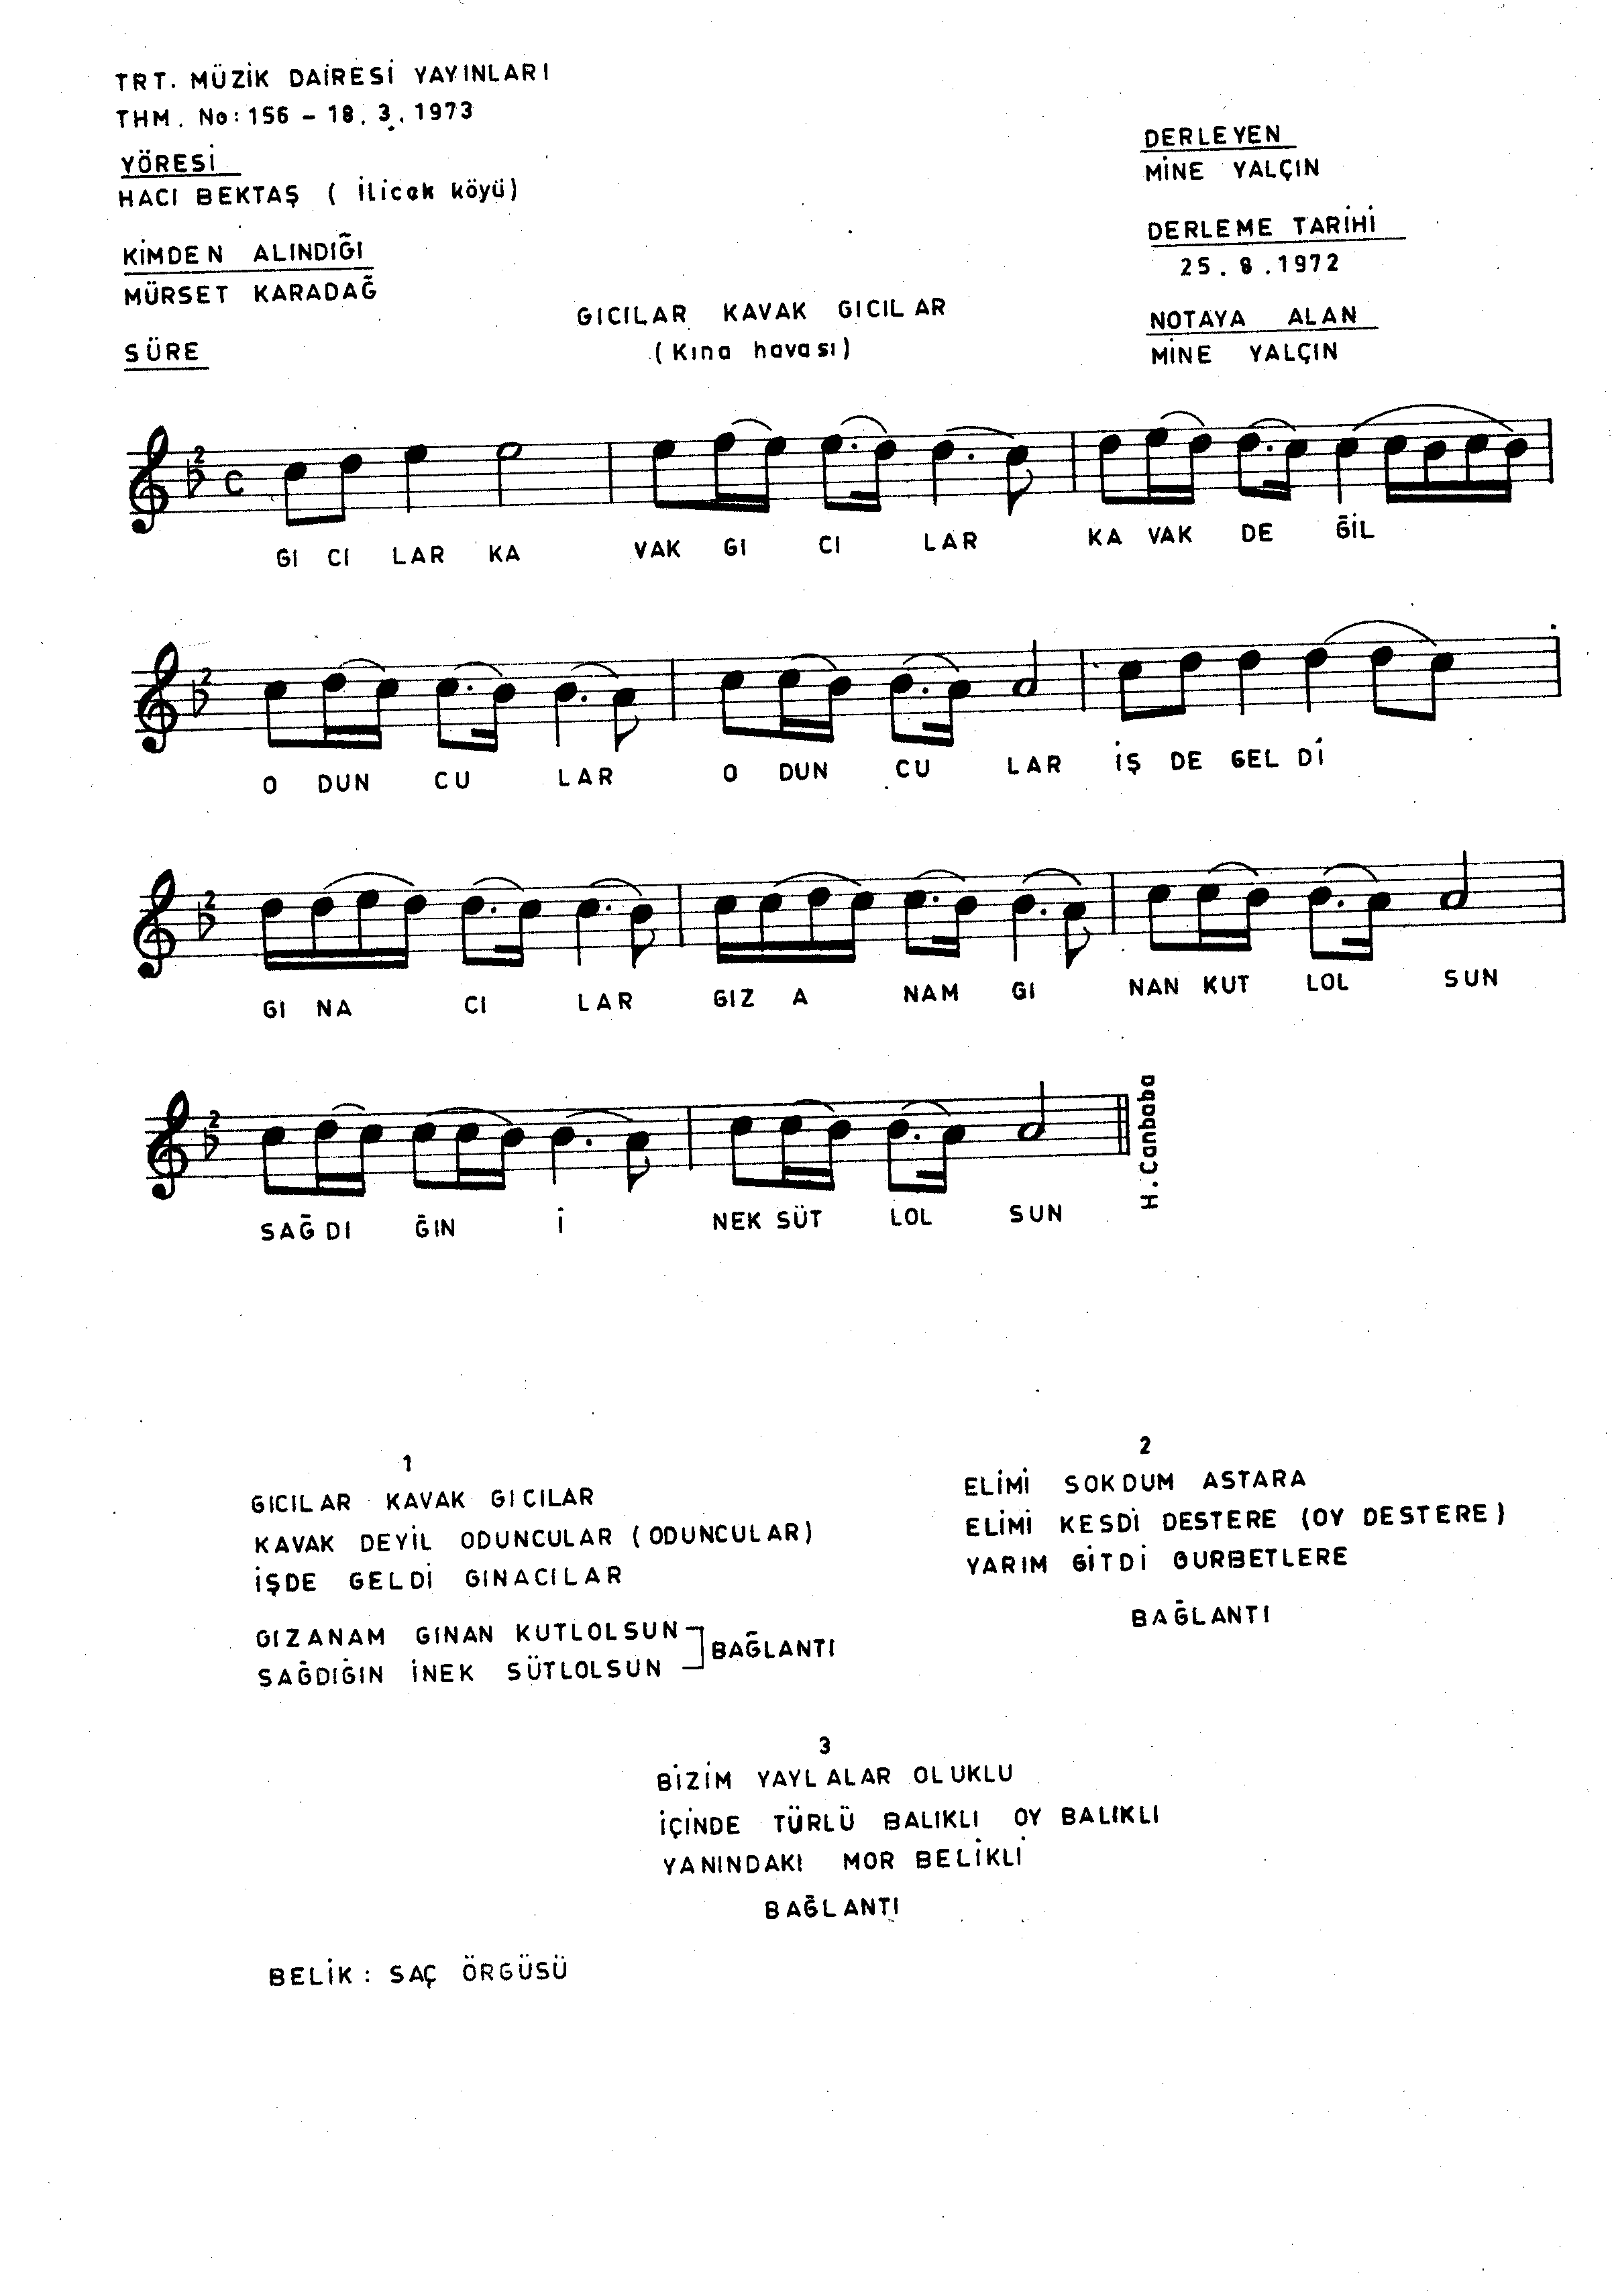 TRT. MÜZİK DAİRESİ YAYINLARI
THM. No: 156 – 18. 3. 1973
YÖRESİ
HACI BEKTAŞ ( İlicek köyü)
KİMDEN ALINDIĞI
MÜRSET KARADAĞ
SÜRE
DERLEYEN
MİNE YALÇIN
DERLEME TARİHİ
25. 8. 1972
NOTAYA ALAN
MİNE YALÇIN
GICILAR KAVAK GICILAR
(Kına havası)
2
C
GI CI LAR KA VAK GI CI LAR KA VAK DE ĞİL
2
O DUN CU LAR O DUN CU LAR İŞ DE GEL Dİ
2
GI NA CI LAR GIZ A NAM GI NAN KUT LOL SUN
2
SAĞ DI ĞIN İ NEK SÜT LOL SUN
H. Canbaba
1
GICILAR KAVAK GICILAR
KAVAK DEYİL ODUNCULAR (ODUNCULAR)
İŞDE GELDİ GINACILAR
GIZANAM GINAN KUTLOLSUN
SAĞDIĞIN İNEK SÜTLOLSUN
BAĞLANTI
2
ELİMİ SOKDUM ASTARA
ELİMİ KESDİ DESTERE (OY DESTERE)
YARIM GİTDİ GURBETLERE
BAĞLANTI
3
BİZİM YAYLALAR OLUKLU
İÇİNDE TÜRLÜ BALIKLI OY BALIKLI
YANINDAKI MOR BELİKLİ
BAĞLANTI
BELİK : SAÇ ÖRGÜSÜ